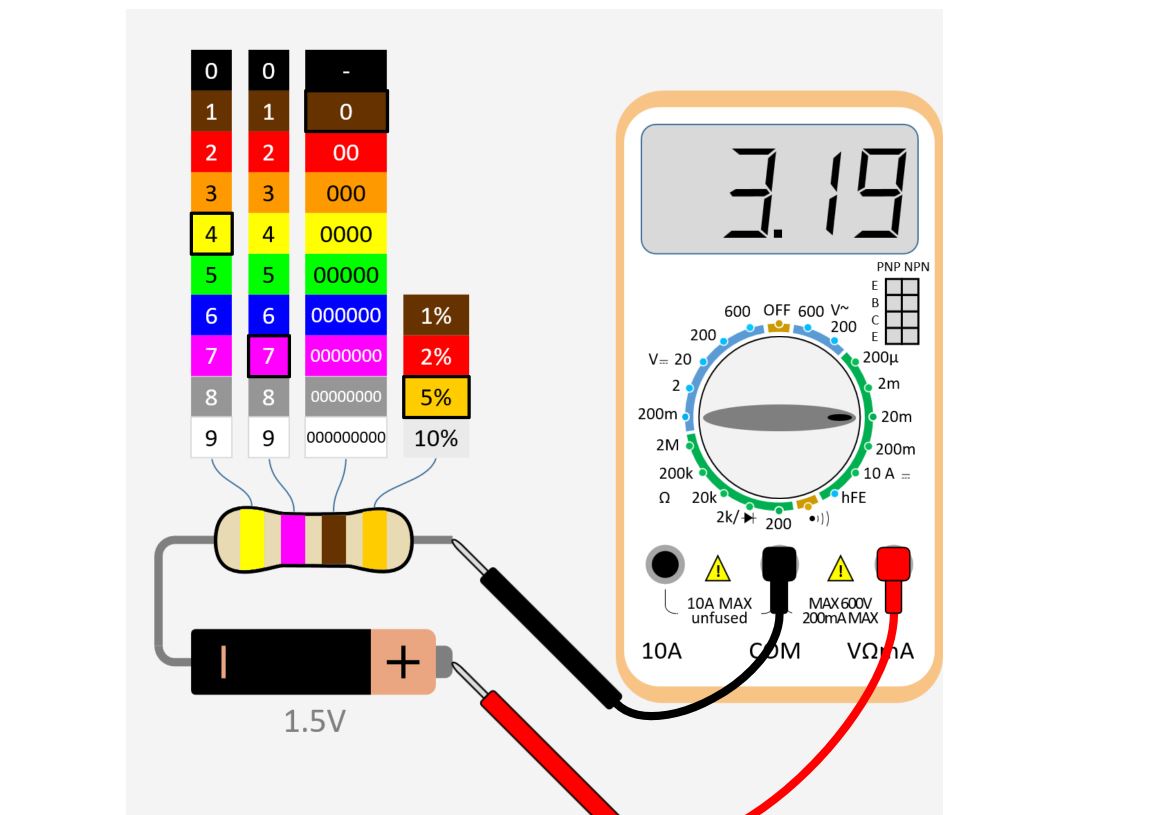 0 0 -
1 1 0
2 2 00
3 3 000
4 4 0000
5 5 00000
6 6 000000 1%
7 7 0000000 2%
8 8 00000000 5%
9 9 000000000 10%
1.5V
3.19
PNP NPN
E
B
C
E
600 OFF 600 V~
200 200
V⎓ 20 200µ
2 2m
200m 20m
2M 200m
200k 10 A ⎓
Ω 20k hFE
2k/
200
10A MAX
unfused
MAX 600V
200mA MAX
10A COM VΩmA